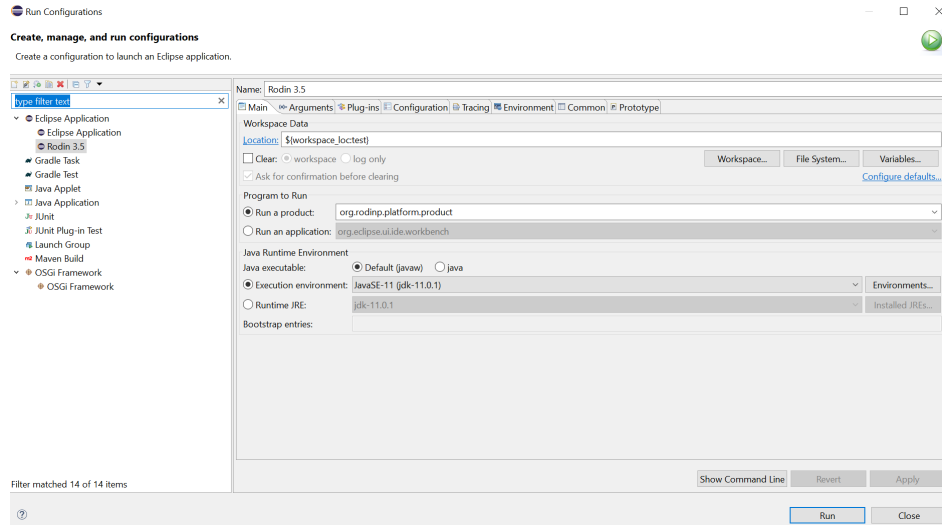 Run Configurations
Create, manage, and run configurations
Create a configuration to launch an Eclipse application.
type filter text
Eclipse Application
Eclipse Application
Rodin 3.5
Gradle Task
Gradle Test
Java Applet
Java Application
JUnit
JUnit Plug-in Test
Launch Group
Maven Build
OSGi Framework
OSGi Framework
Filter matched 14 of 14 items
Name: Rodin 3.5
Main Arguments Plug-ins Configuration Tracing Environment Common Prototype
Workspace Data
Location: ${workspace_loc:test}
Clear: workspace log only Workspace... File System... Variables...
Ask for confirmation before clearing Configure defaults...
Program to Run
Run a product: org.rodinp.platform.product
Run an application: org.eclipse.ui.ide.workbench
Java Runtime Environment
Java executable: Default (javaw) java
Execution environment: JavaSE-11 (jdk-11.0.1) Environments...
Runtime JRE: jdk-11.0.1 Installed JREs...
Bootstrap entries:
Show Command Line Revert Apply
Run Close